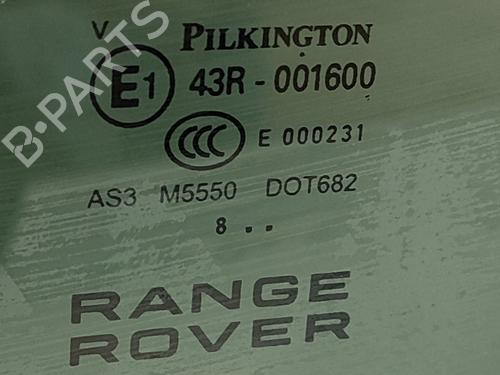 V PILKINGTON
E1 43R - 001600
CCC E 000231
AS3 M5550 DOT682
8 . .
RANGE
ROVER
B-PARTS